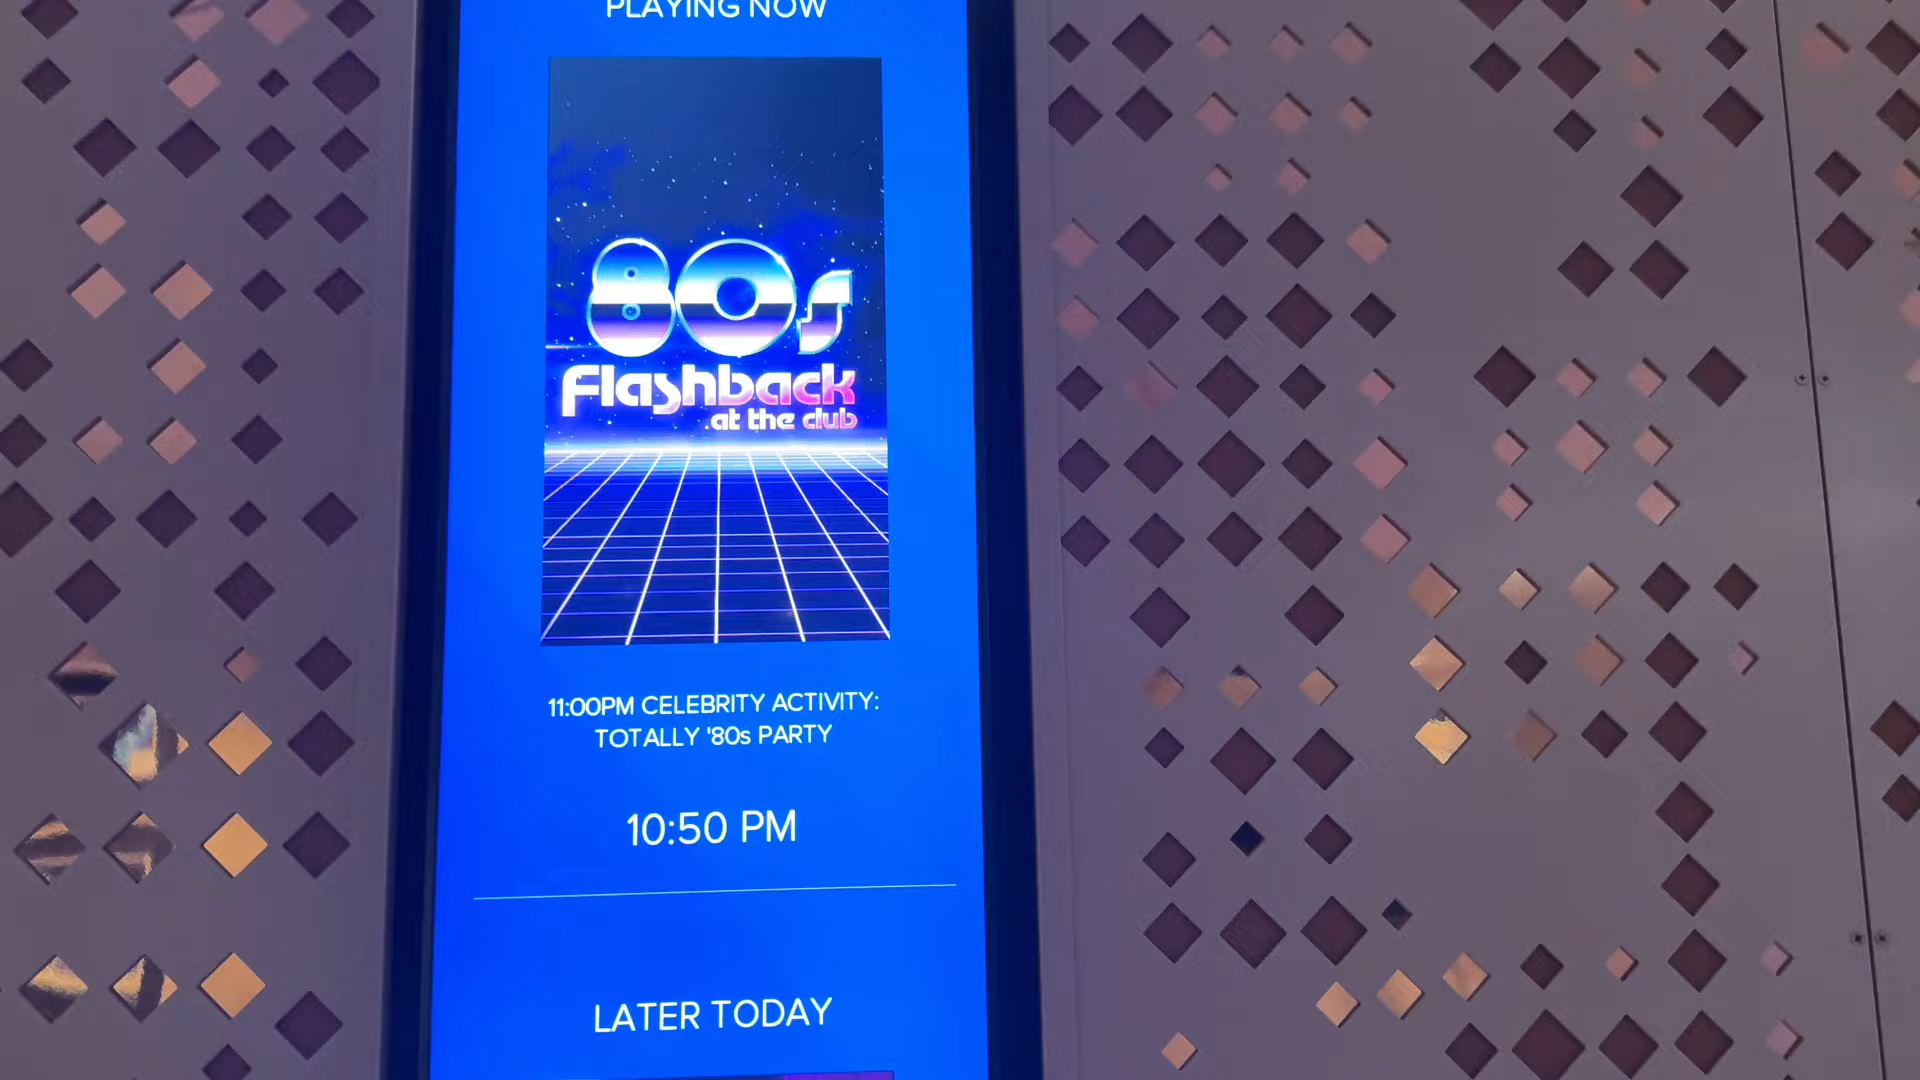 PLAYING NOW
80s
Flashback
at the club
11:00PM CELEBRITY ACTIVITY:
TOTALLY '80s PARTY
10:50 PM
LATER TODAY